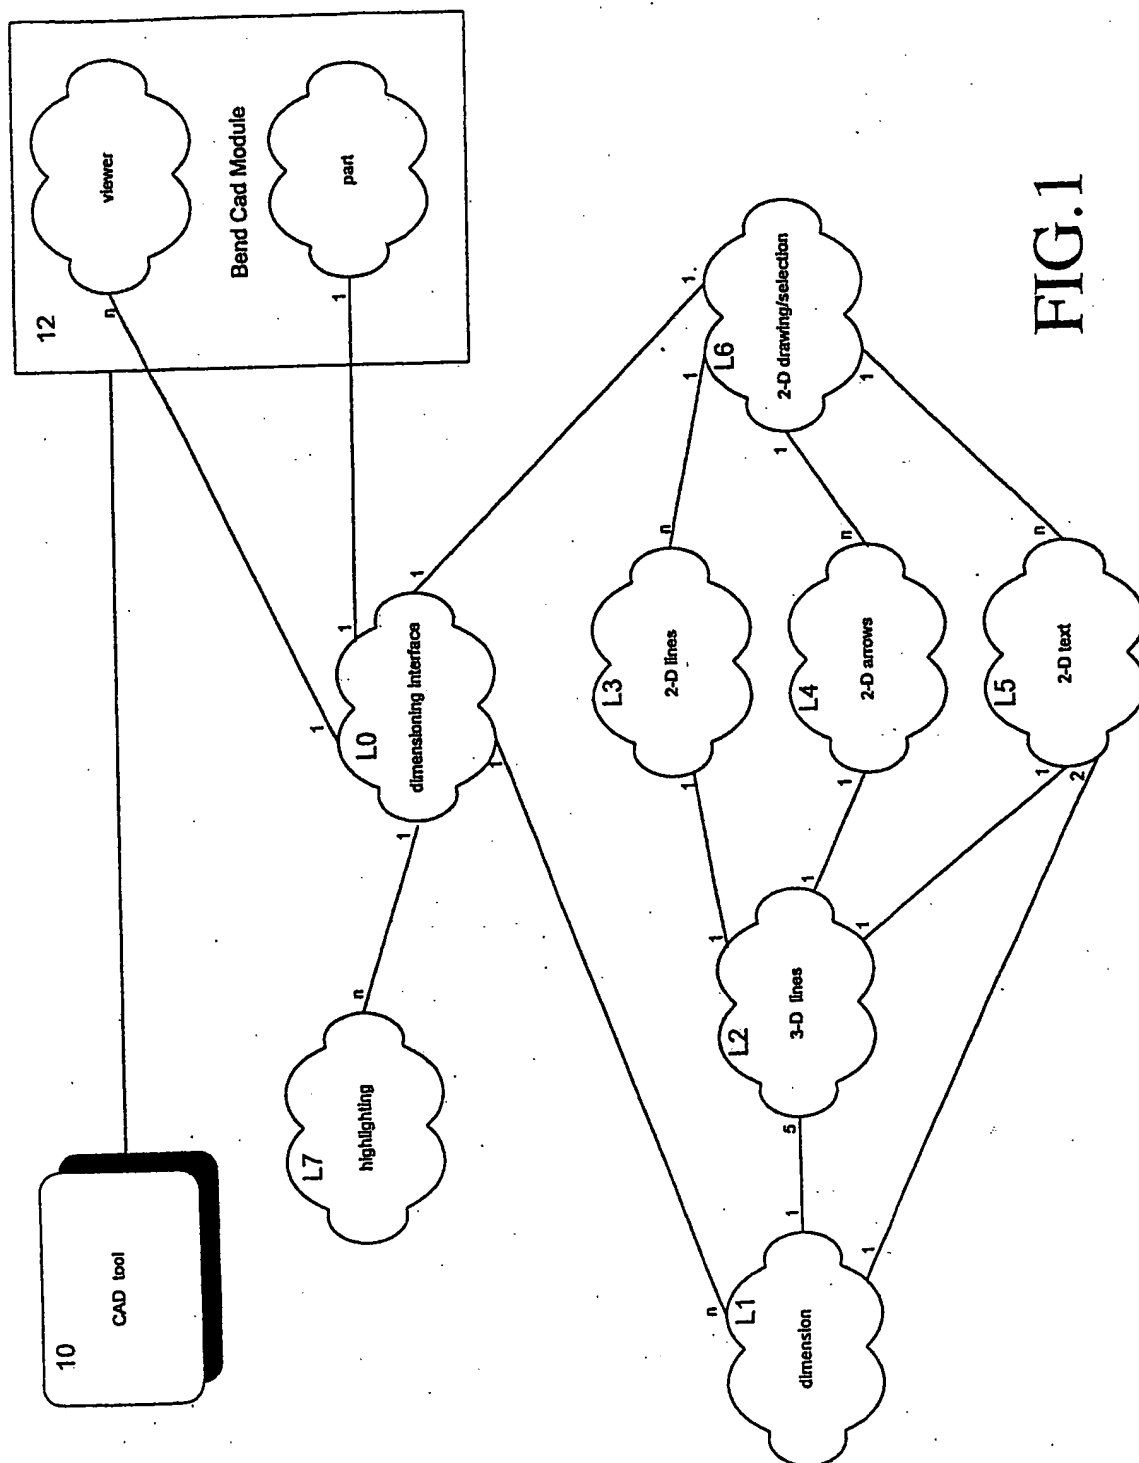 10
CAD tool
12
viewer
Bend Cad Module
part
n
1
L7
highlighting
n
1
L0
dimensioning interface
1
1
1
1
L1
dimension
n
1
1
L2
3-D lines
5
1
1
1
L3
2-D lines
1
n
L4
2-D arrows
1
n
L5
2-D text
1
2
n
L6
2-D drawing/selection
1.
1
1
1
FIG.1